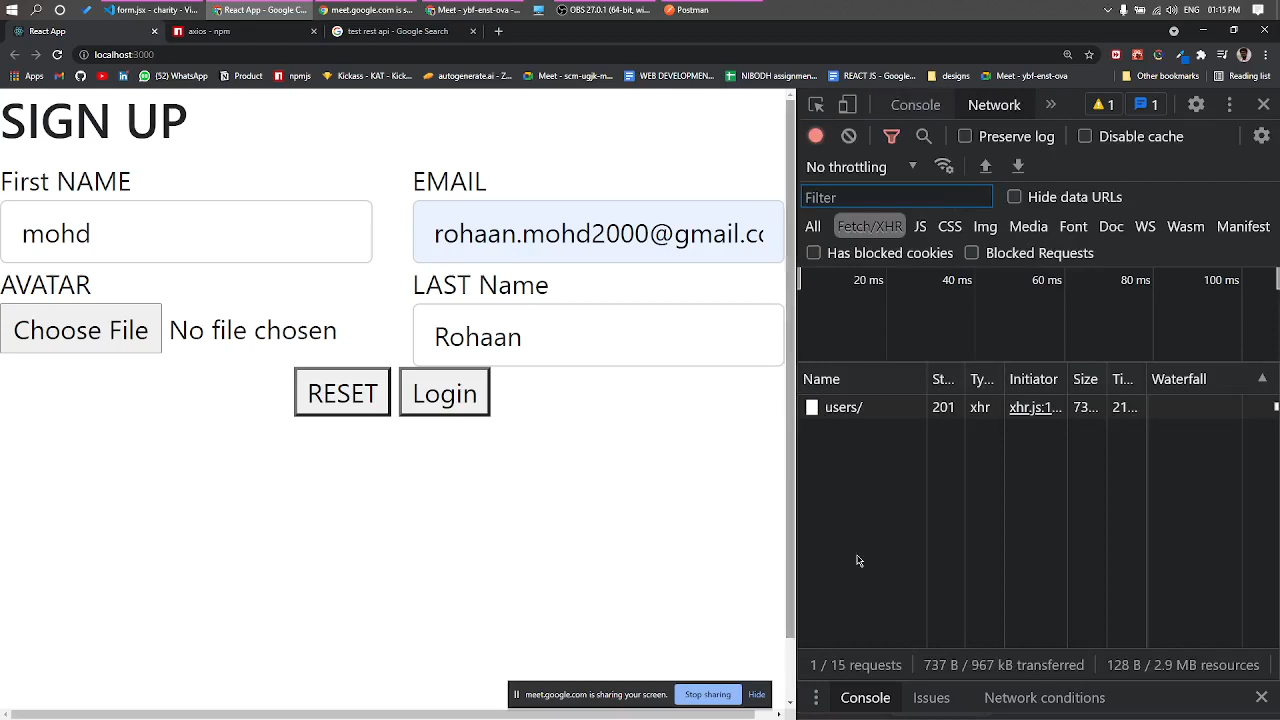 form.jsx - charity - Vi...
React App - Google C...
meet.google.com is s...
Meet - ybf-enst-ova - ...
OBS 27.0.1 (64-bit, wi...
Postman
ENG
01:15 PM
React App
axios - npm
test rest api - Google Search
localhost:3000
Apps
(52) WhatsApp
Product
npmjs
Kickass - KAT - Kick...
autogenerate.ai - Z...
Meet - scm-ugjk-m...
WEB DEVELOPMEN...
NIBODH assignmen...
REACT JS - Google...
designs
Meet - ybf-enst-ova
Other bookmarks
Reading list
SIGN UP
First NAME
EMAIL
mohd
rohaan.mohd2000@gmail.co
AVATAR
LAST Name
Choose File No file chosen
Rohaan
RESET
Login
Console
Network
1
1
Preserve log
Disable cache
No throttling
Filter
Hide data URLs
All
Fetch/XHR
JS
CSS
Img
Media
Font
Doc
WS
Wasm
Manifest
Has blocked cookies
Blocked Requests
20 ms
40 ms
60 ms
80 ms
100 ms
Name
St...
Ty...
Initiator
Size
Ti...
Waterfall
users/
201
xhr
xhr.js:1...
73...
21...
1 / 15 requests
737 B / 967 kB transferred
128 B / 2.9 MB resources
meet.google.com is sharing your screen.
Stop sharing
Hide
Console
Issues
Network conditions